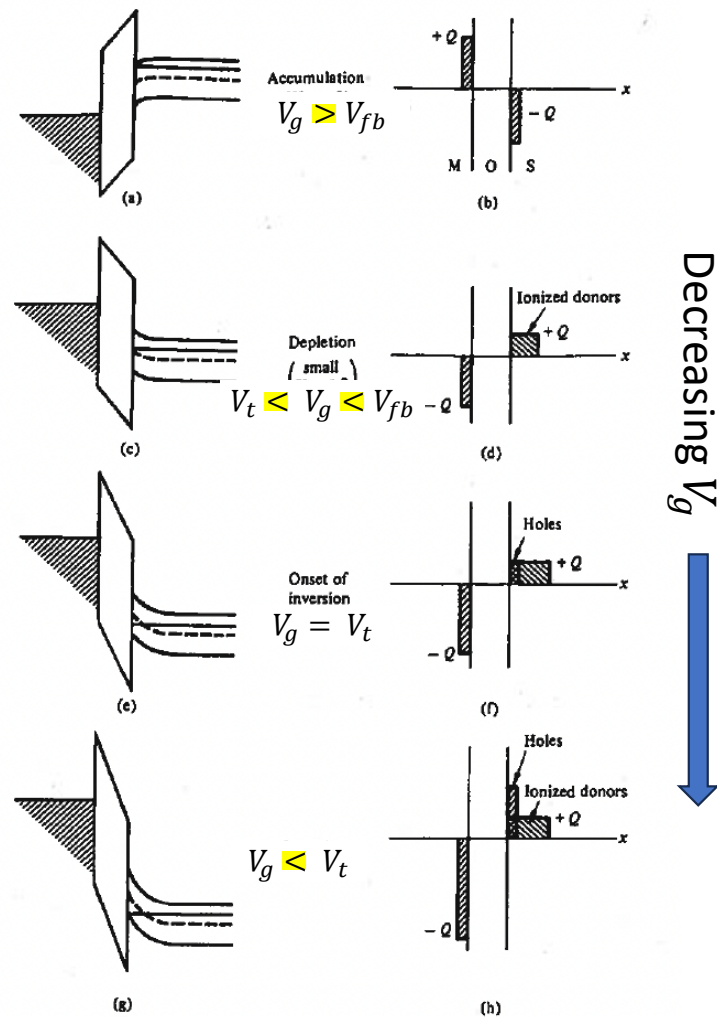 + Q
Accumulation
x
V_g > V_fb
- Q
M O S
(a)
(b)
Ionized donors
+ Q
Depletion
x
( small )
V_t < V_g < V_fb
- Q
(c)
(d)
Holes
+ Q
Onset of
x
inversion
V_g = V_t
- Q
(e)
(f)
Holes
Ionized donors
+ Q
x
V_g < V_t
- Q
(g)
(h)
Decreasing V_g